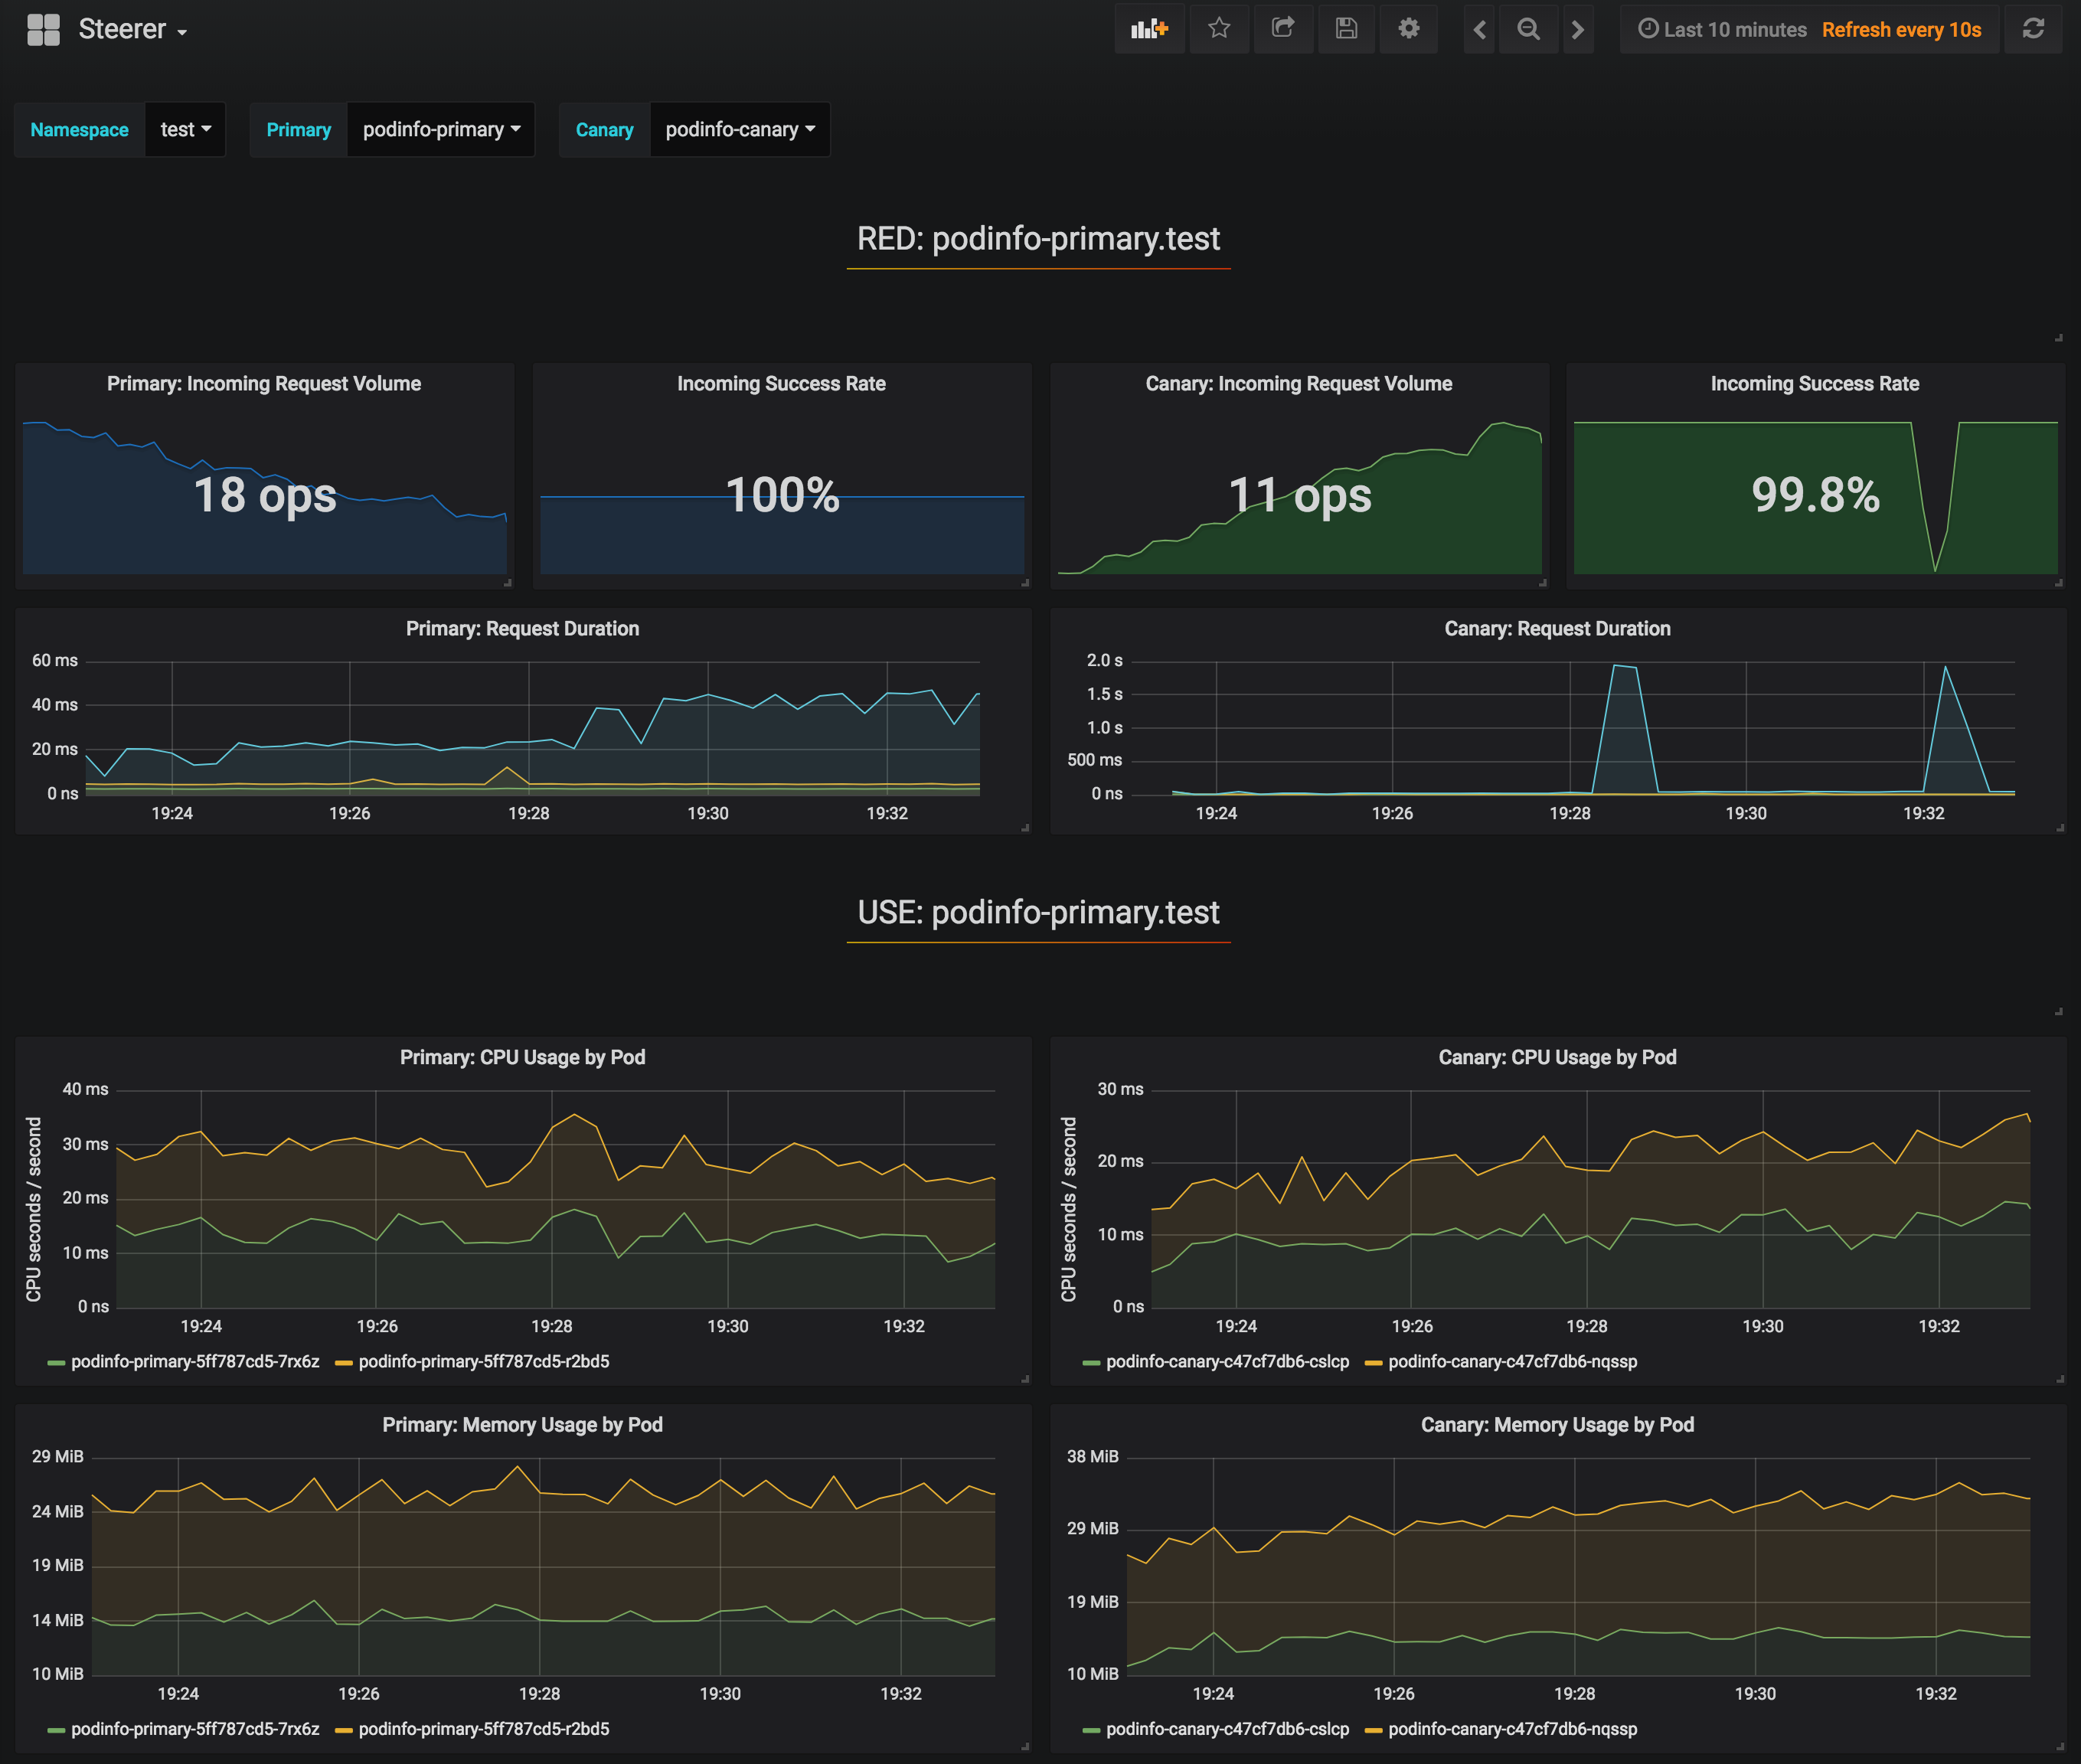 Steerer
Last 10 minutes Refresh every 10s
Namespace test Primary podinfo-primary Canary podinfo-canary
RED: podinfo-primary.test
Primary: Incoming Request Volume
18 ops
Incoming Success Rate
100%
Canary: Incoming Request Volume
11 ops
Incoming Success Rate
99.8%
Primary: Request Duration
60 ms
40 ms
20 ms
0 ns
19:24 19:26 19:28 19:30 19:32
Canary: Request Duration
2.0 s
1.5 s
1.0 s
500 ms
0 ns
19:24 19:26 19:28 19:30 19:32
USE: podinfo-primary.test
Primary: CPU Usage by Pod
CPU seconds / second
40 ms
30 ms
20 ms
10 ms
0 ns
19:24 19:26 19:28 19:30 19:32
podinfo-primary-5ff787cd5-7rx6z podinfo-primary-5ff787cd5-r2bd5
Canary: CPU Usage by Pod
CPU seconds / second
30 ms
20 ms
10 ms
0 ns
19:24 19:26 19:28 19:30 19:32
podinfo-canary-c47cf7db6-cslcp podinfo-canary-c47cf7db6-nqssp
Primary: Memory Usage by Pod
29 MiB
24 MiB
19 MiB
14 MiB
10 MiB
19:24 19:26 19:28 19:30 19:32
podinfo-primary-5ff787cd5-7rx6z podinfo-primary-5ff787cd5-r2bd5
Canary: Memory Usage by Pod
38 MiB
29 MiB
19 MiB
10 MiB
19:24 19:26 19:28 19:30 19:32
podinfo-canary-c47cf7db6-cslcp podinfo-canary-c47cf7db6-nqssp